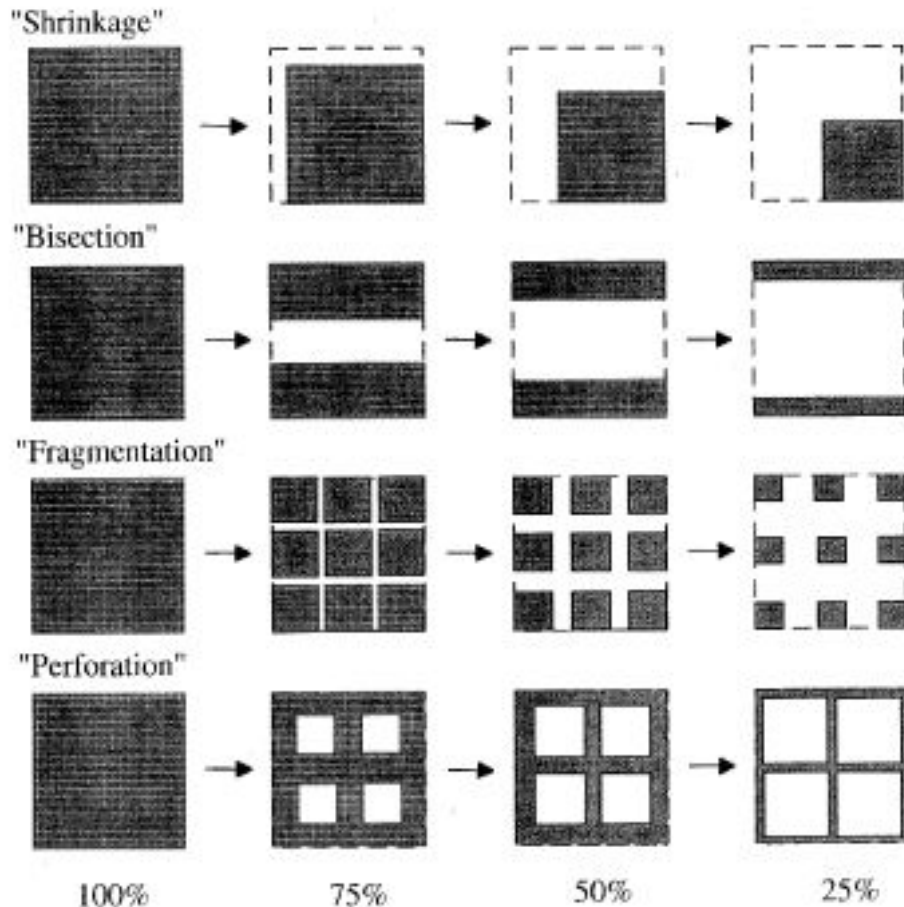 "Shrinkage"
"Bisection"
"Fragmentation"
"Perforation"
100% 75% 50% 25%